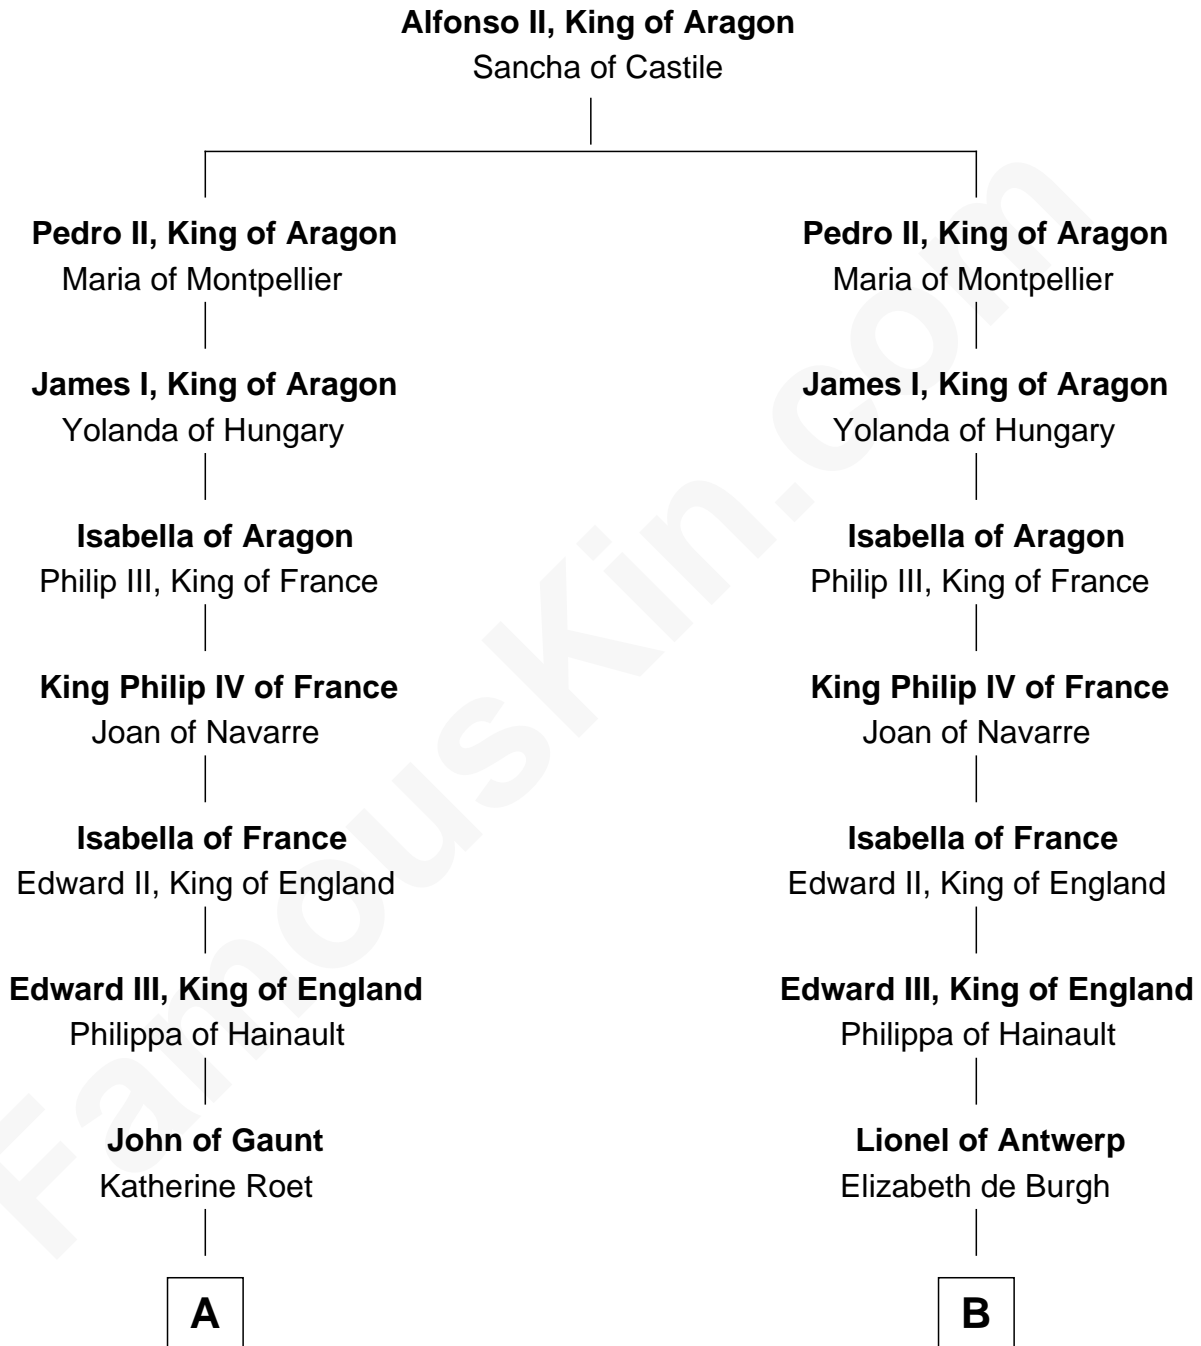 Alfonso II, King of Aragon
Sancha of Castile
Pedro II, King of Aragon
Maria of Montpellier
Pedro II, King of Aragon
Maria of Montpellier
James I, King of Aragon
Yolanda of Hungary
James I, King of Aragon
Yolanda of Hungary
Isabella of Aragon
Philip III, King of France
Isabella of Aragon
Philip III, King of France
King Philip IV of France
Joan of Navarre
King Philip IV of France
Joan of Navarre
Isabella of France
Edward II, King of England
Isabella of France
Edward II, King of England
Edward III, King of England
Philippa of Hainault
Edward III, King of England
Philippa of Hainault
John of Gaunt
Katherine Roet
Lionel of Antwerp
Elizabeth de Burgh
A
B
FamousKin.com